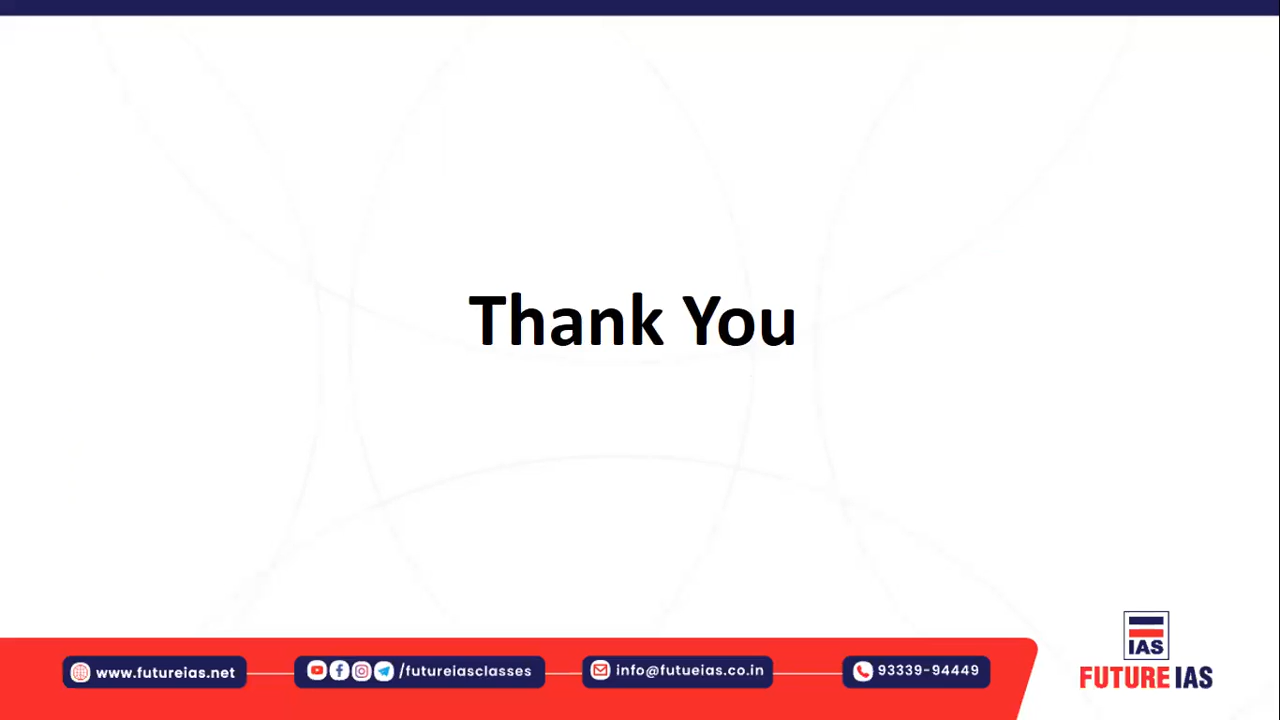 Thank You
www.futureias.net
/futureiasclasses
info@futueias.co.in
93339-94449
IAS
FUTURE IAS